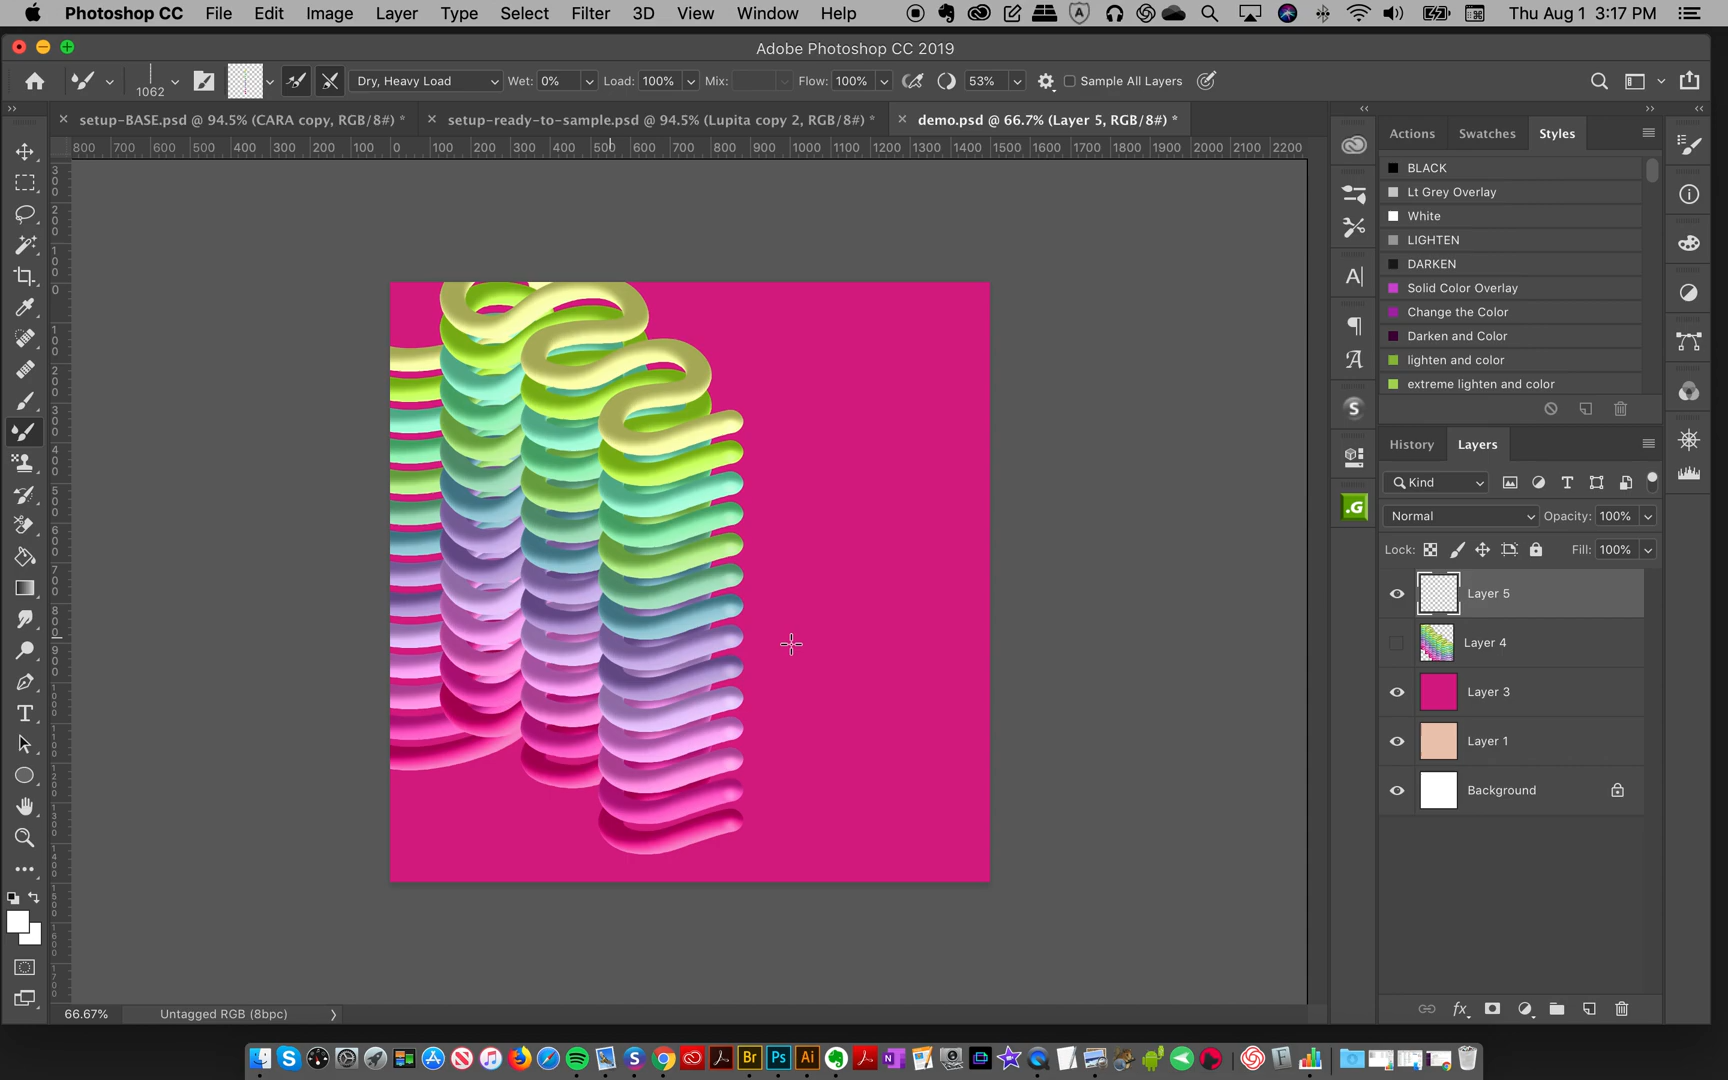 Photoshop CC File Edit Image Layer Type Select Filter 3D View Window Help Thu Aug 1 3:17 PM
Adobe Photoshop CC 2019
1062 Dry, Heavy Load Wet: 0% Load: 100% Mix: Flow: 100% 53% Sample All Layers
setup-BASE.psd @ 94.5% (CARA copy, RGB/8#) *
setup-ready-to-sample.psd @ 94.5% (Lupita copy 2, RGB/8#) *
demo.psd @ 66.7% (Layer 5, RGB/8#) *
800 700 600 500 400 300 200 100 0 100 200 300 400 500 600 700 800 900 1000 1100 1200 1300 1400 1500 1600 1700 1800 1900 2000 2100 2200
Actions Swatches Styles
BLACK
Lt Grey Overlay
White
LIGHTEN
DARKEN
Solid Color Overlay
Change the Color
Darken and Color
lighten and color
extreme lighten and color
History Layers
Kind
Normal Opacity: 100%
Lock: Fill: 100%
Layer 5
Layer 4
Layer 3
Layer 1
Background
66.67% Untagged RGB (8bpc)
Br Ps Ai